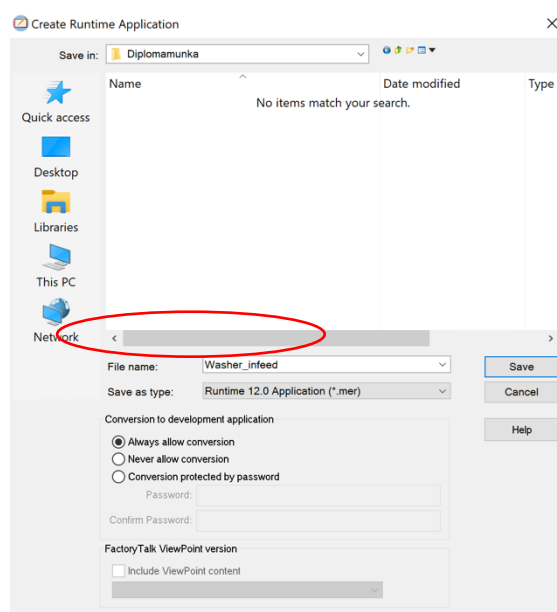 Create Runtime Application
Save in: Diplomamunka
Name Date modified Type
No items match your search.
Quick access
Desktop
Libraries
This PC
Network
File name: Washer_infeed Save
Save as type: Runtime 12.0 Application (*.mer) Cancel
Conversion to development application
Help
Always allow conversion
Never allow conversion
Conversion protected by password
Password:
Confirm Password:
FactoryTalk ViewPoint version
Include ViewPoint content